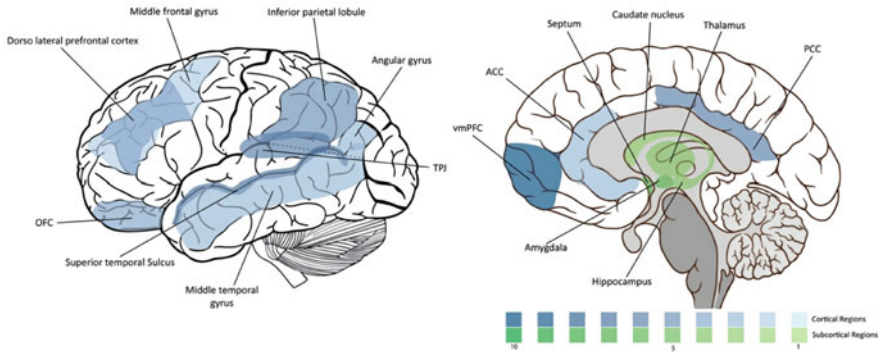 Middle frontal gyrus
Inferior parietal lobule
Dorso lateral prefrontal cortex
Angular gyrus
TPJ
OFC
Superior temporal Sulcus
Middle temporal
gyrus
Caudate nucleus
Septum
Thalamus
PCC
ACC
vmPFC
Amygdala
Hippocampus
Cortical Regions
Subcortical Regions
10
5
1